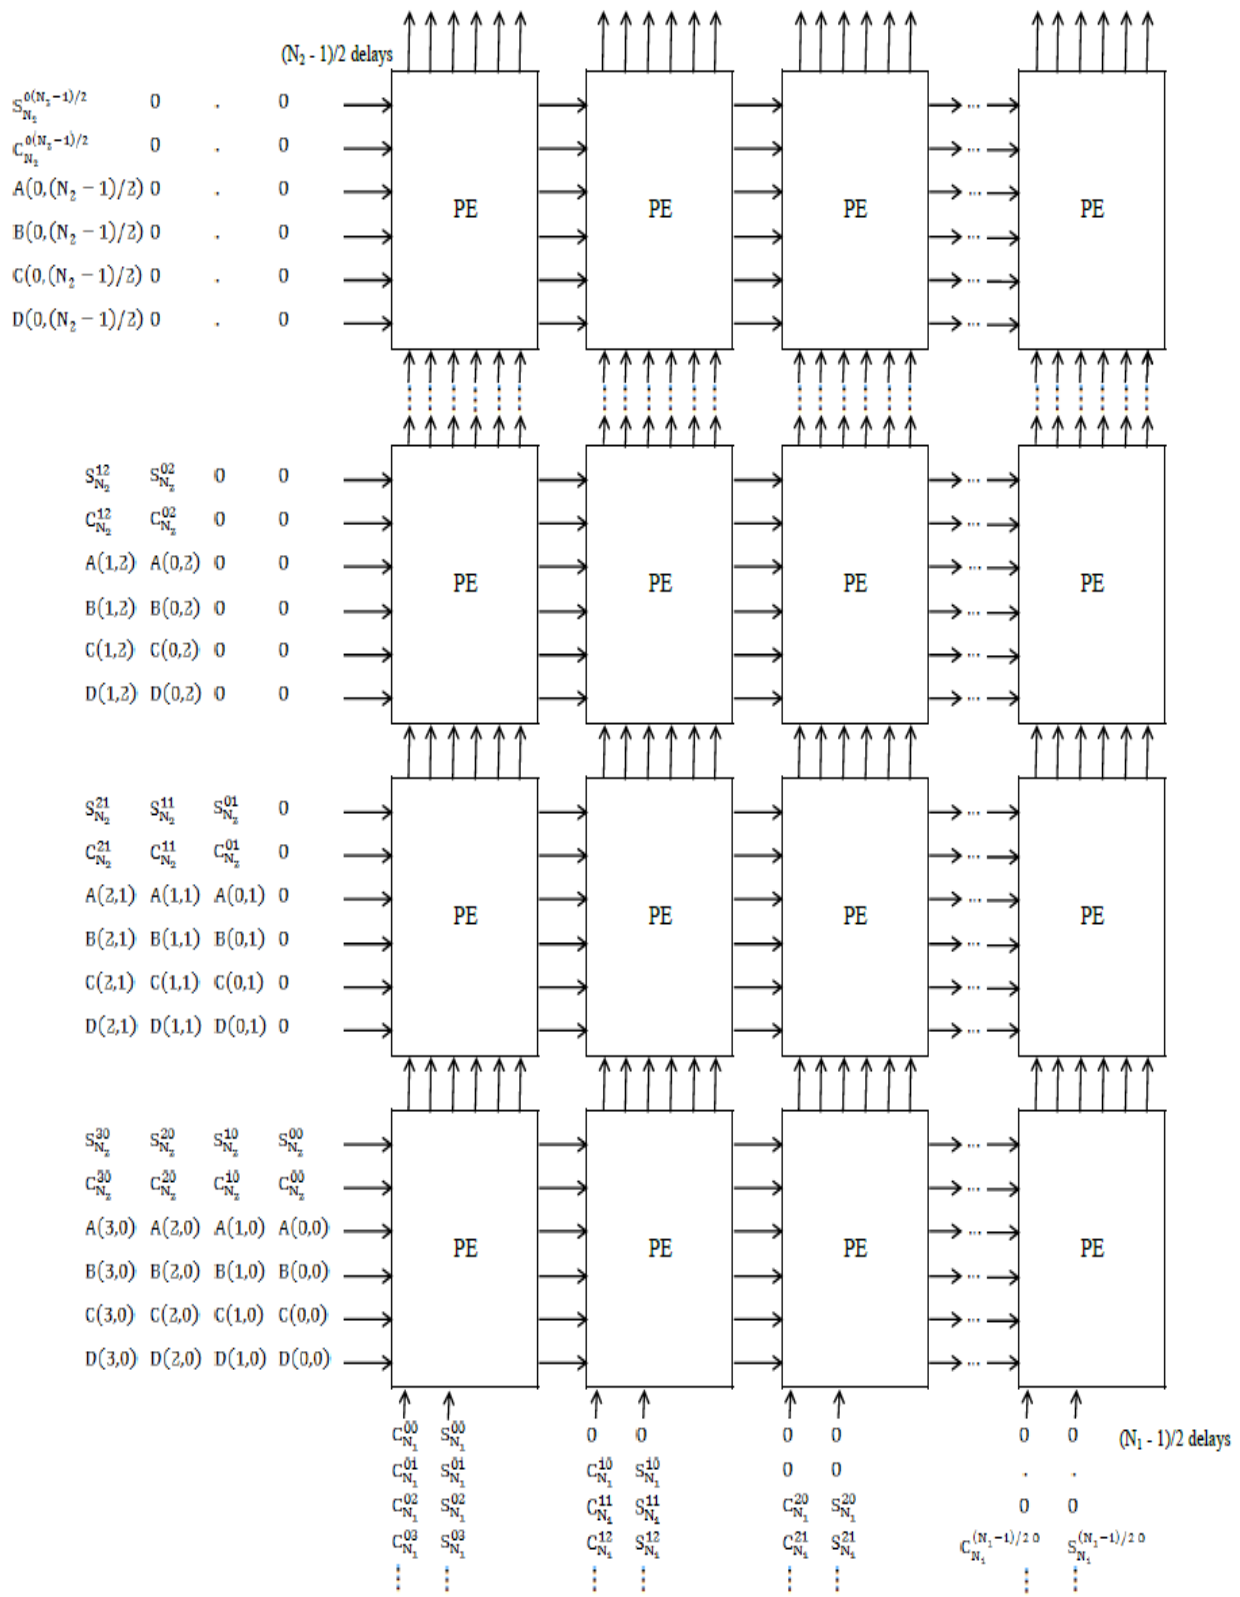 (N₂ - 1)/2 delays
S_{N₂}^{0(N₂−1)/2} 0 . 0
C_{N₂}^{0(N₂−1)/2} 0 . 0
A(0,(N₂ − 1)/2) 0 . 0
PE PE PE PE
B(0,(N₂ − 1)/2) 0 . 0
C(0,(N₂ − 1)/2) 0 . 0
D(0,(N₂ − 1)/2) 0 . 0
S_{N₂}^{12} S_{N₂}^{02} 0 0
C_{N₂}^{12} C_{N₂}^{02} 0 0
A(1,2) A(0,2) 0 0
PE PE PE PE
B(1,2) B(0,2) 0 0
C(1,2) C(0,2) 0 0
D(1,2) D(0,2) 0 0
S_{N₂}^{21} S_{N₂}^{11} S_{N₂}^{01} 0
C_{N₂}^{21} C_{N₂}^{11} C_{N₂}^{01} 0
A(2,1) A(1,1) A(0,1) 0
PE PE PE PE
B(2,1) B(1,1) B(0,1) 0
C(2,1) C(1,1) C(0,1) 0
D(2,1) D(1,1) D(0,1) 0
S_{N₂}^{30} S_{N₂}^{20} S_{N₂}^{10} S_{N₂}^{00}
C_{N₂}^{30} C_{N₂}^{20} C_{N₂}^{10} C_{N₂}^{00}
A(3,0) A(2,0) A(1,0) A(0,0)
PE PE PE PE
B(3,0) B(2,0) B(1,0) B(0,0)
C(3,0) C(2,0) C(1,0) C(0,0)
D(3,0) D(2,0) D(1,0) D(0,0)
C_{N₁}^{00} S_{N₁}^{00} 0 0 0 0 0 0 (N₁ - 1)/2 delays
C_{N₁}^{01} S_{N₁}^{01} C_{N₁}^{10} S_{N₁}^{10} 0 0 . .
C_{N₁}^{02} S_{N₁}^{02} C_{N₁}^{11} S_{N₁}^{11} C_{N₁}^{20} S_{N₁}^{20} 0 0
C_{N₁}^{03} S_{N₁}^{03} C_{N₁}^{12} S_{N₁}^{12} C_{N₁}^{21} S_{N₁}^{21} C_{N₁}^{(N₁−1)/2 0} S_{N₁}^{(N₁−1)/2 0}